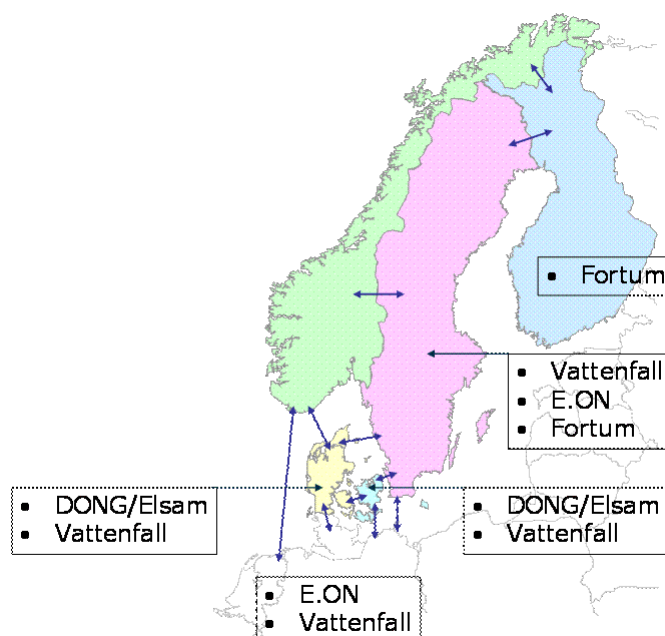 Fortum
Vattenfall
E.ON
Fortum
DONG/Elsam
Vattenfall
DONG/Elsam
Vattenfall
E.ON
Vattenfall